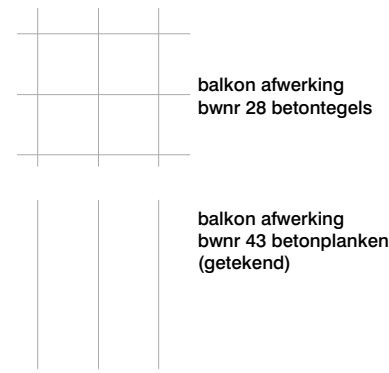 balkon afwerking
bwnr 28 betontegels
balkon afwerking
bwnr 43 betonplanken
(getekend)